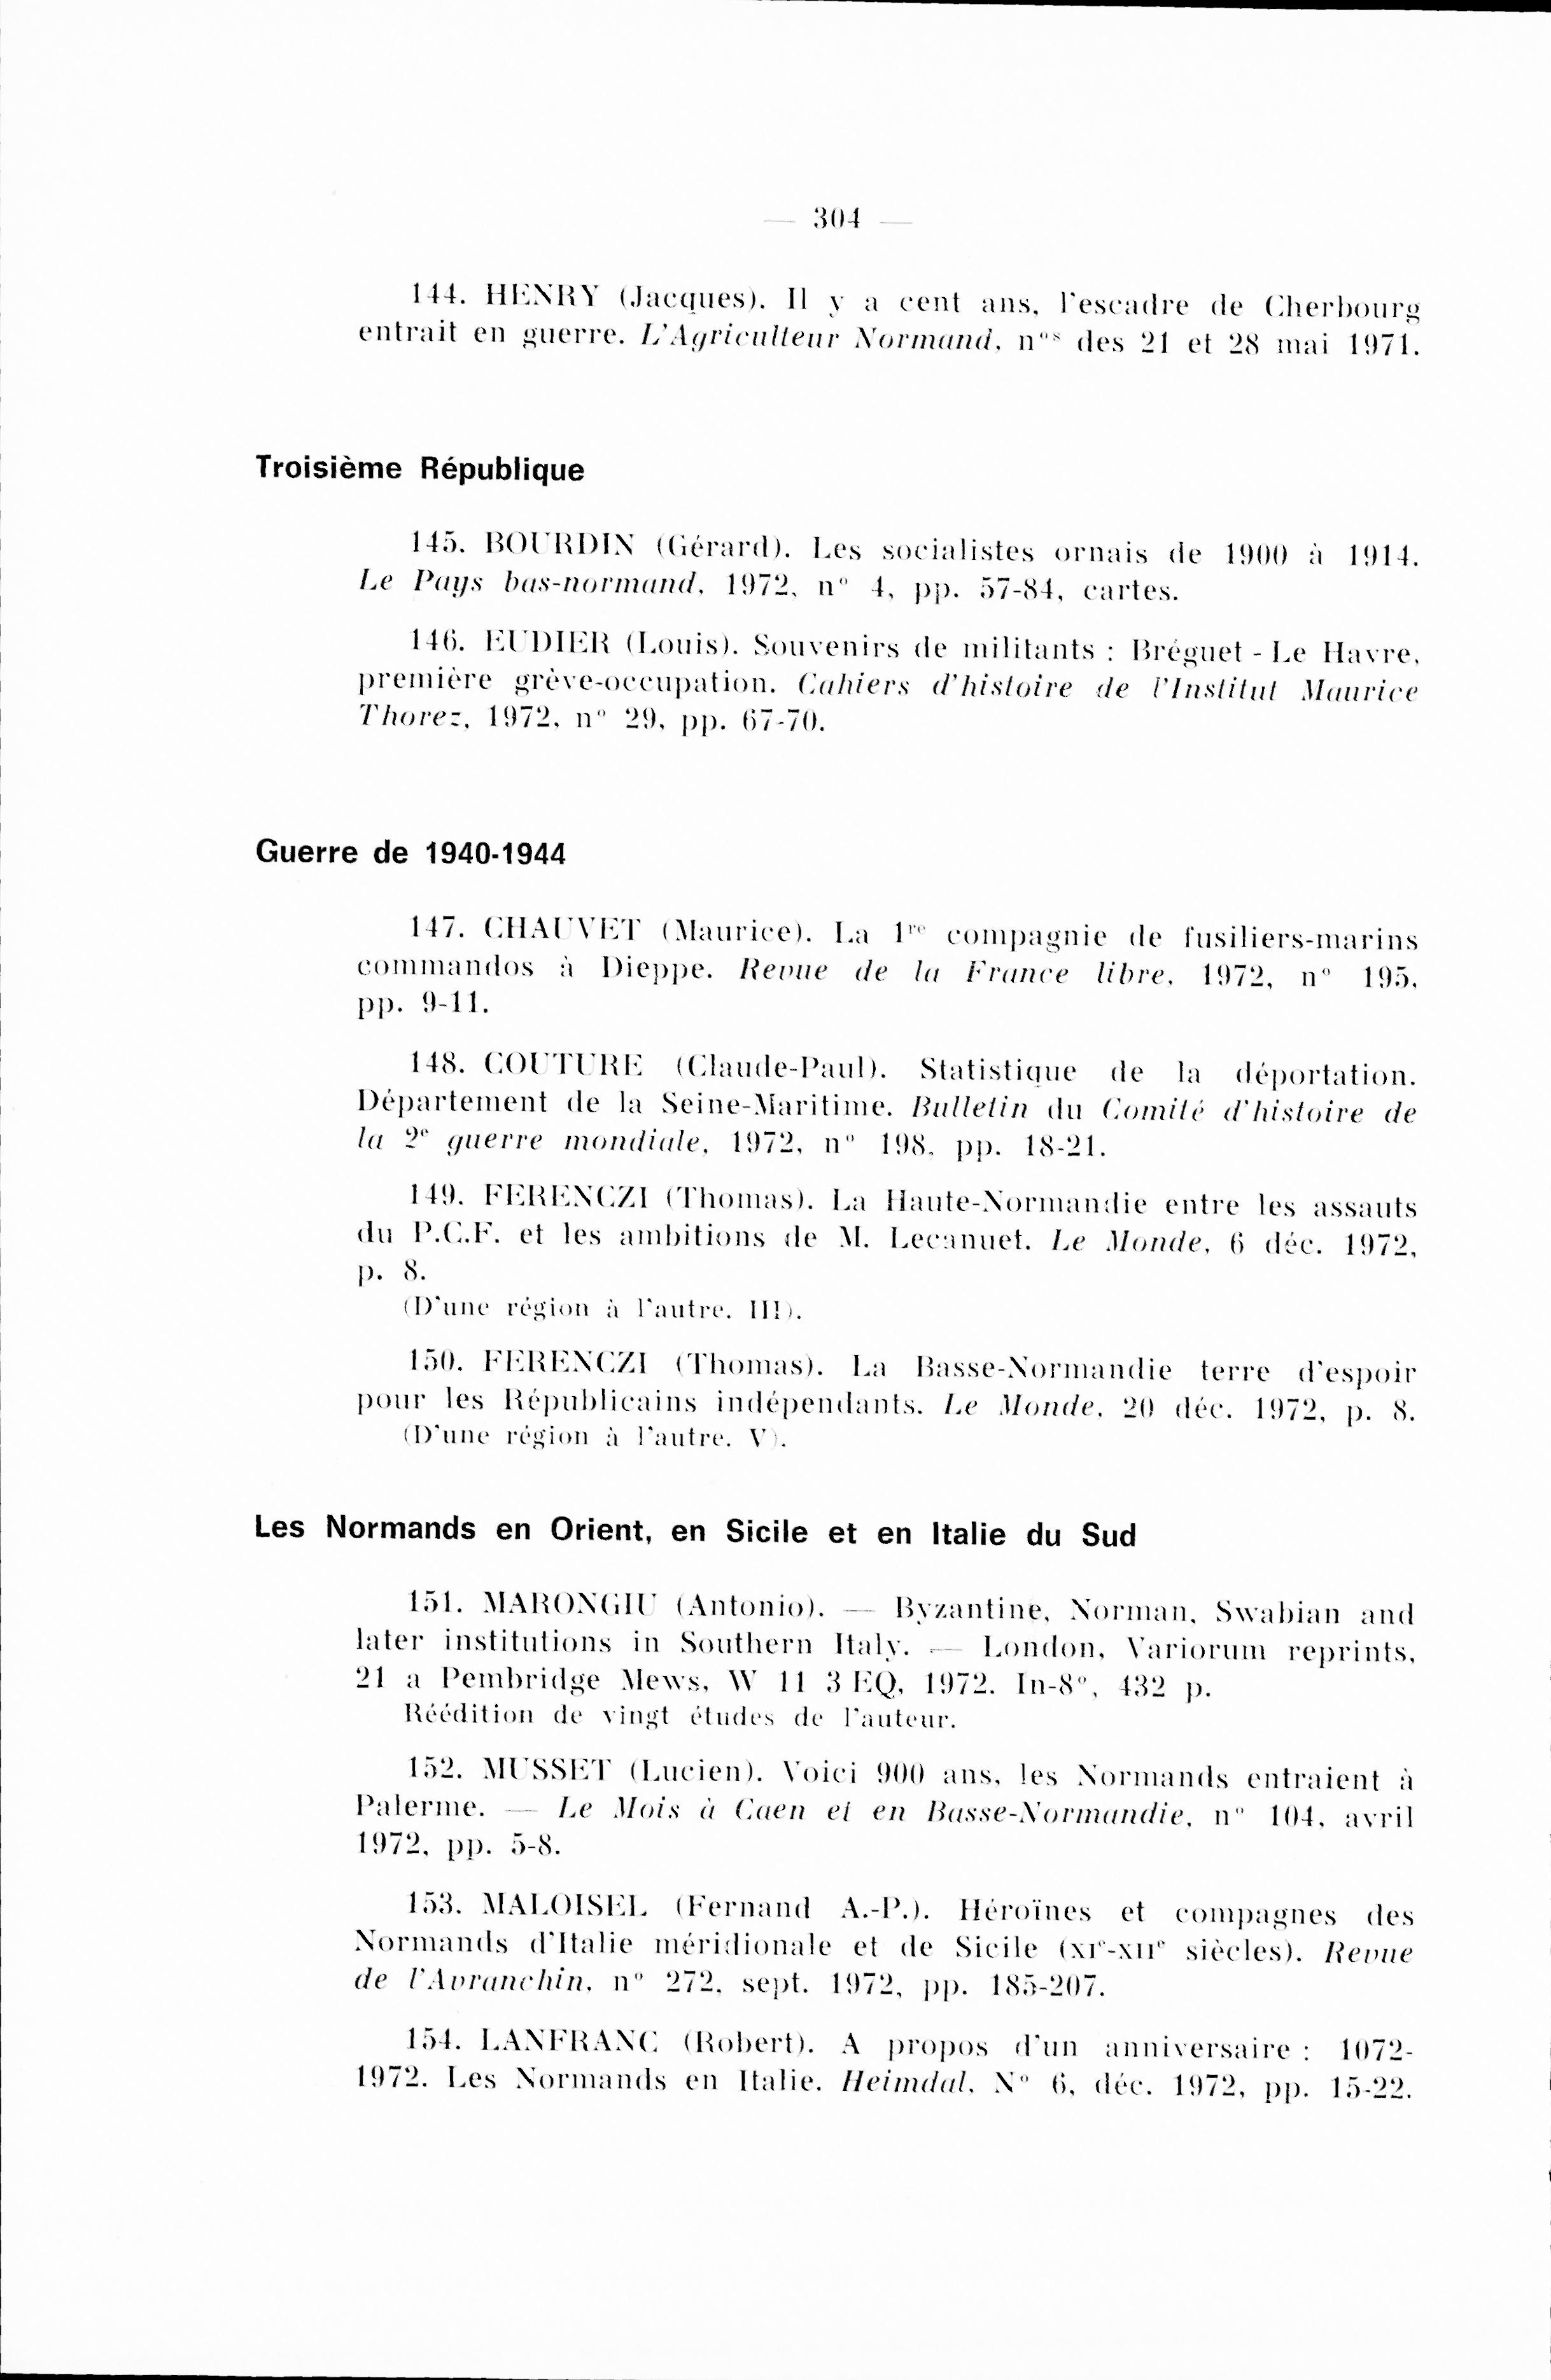 — 304 —
144. HENRY (Jacques). Il y a cent ans, l'escadre de Cherbourg
entrait en guerre. L'Agriculteur Normand, nos des 21 et 28 mai 1971.
Troisième République
145. BOURDIN (Gérard). Les socialistes ornais de 1900 à 1914.
Le Pays bas-normand, 1972, n° 4, pp. 57-84, cartes.
146. EUDIER (Louis). Souvenirs de militants : Bréguet - Le Havre,
première grève-occupation. Cahiers d'histoire de l'Institut Maurice
Thorez, 1972, n° 29, pp. 67-70.
Guerre de 1940-1944
147. CHAUVET (Maurice). La 1re compagnie de fusiliers-marins
commandos à Dieppe. Revue de la France libre, 1972, n° 195,
pp. 9-11.
148. COUTURE (Claude-Paul). Statistique de la déportation.
Département de la Seine-Maritime. Bulletin du Comité d'histoire de
la 2e guerre mondiale, 1972, n° 198, pp. 18-21.
149. FERENCZI (Thomas). La Haute-Normandie entre les assauts
du P.C.F. et les ambitions de M. Lecanuet. Le Monde, 6 déc. 1972,
p. 8.
(D'une région à l'autre. III).
150. FERENCZI (Thomas). La Basse-Normandie terre d'espoir
pour les Républicains indépendants. Le Monde, 20 déc. 1972, p. 8.
(D'une région à l'autre. V).
Les Normands en Orient, en Sicile et en Italie du Sud
151. MARONGIU (Antonio). — Byzantine, Norman, Swabian and
later institutions in Southern Italy. — London, Variorum reprints,
21 a Pembridge Mews, W 11 3 EQ, 1972. In-8°, 432 p.
Réédition de vingt études de l'auteur.
152. MUSSET (Lucien). Voici 900 ans, les Normands entraient à
Palerme. — Le Mois à Caen et en Basse-Normandie, n° 104, avril
1972, pp. 5-8.
153. MALOISEL (Fernand A.-P.). Héroïnes et compagnes des
Normands d'Italie méridionale et de Sicile (XIe-XIIe siècles). Revue
de l'Avranchin, n° 272, sept. 1972, pp. 185-207.
154. LANFRANC (Robert). A propos d'un anniversaire : 1072-
1972. Les Normands en Italie. Heimdal, N° 6, déc. 1972, pp. 15-22.